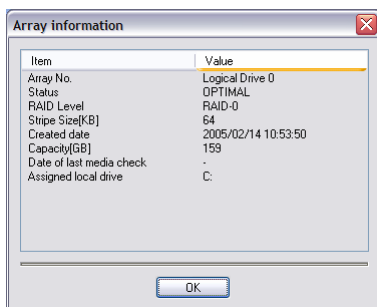 Array information
Item Value
Array No. Logical Drive 0
Status OPTIMAL
RAID Level RAID-0
Stripe Size[KB] 64
Created date 2005/02/14 10:53:50
Capacity[GB] 159
Date of last media check -
Assigned local drive C:
OK